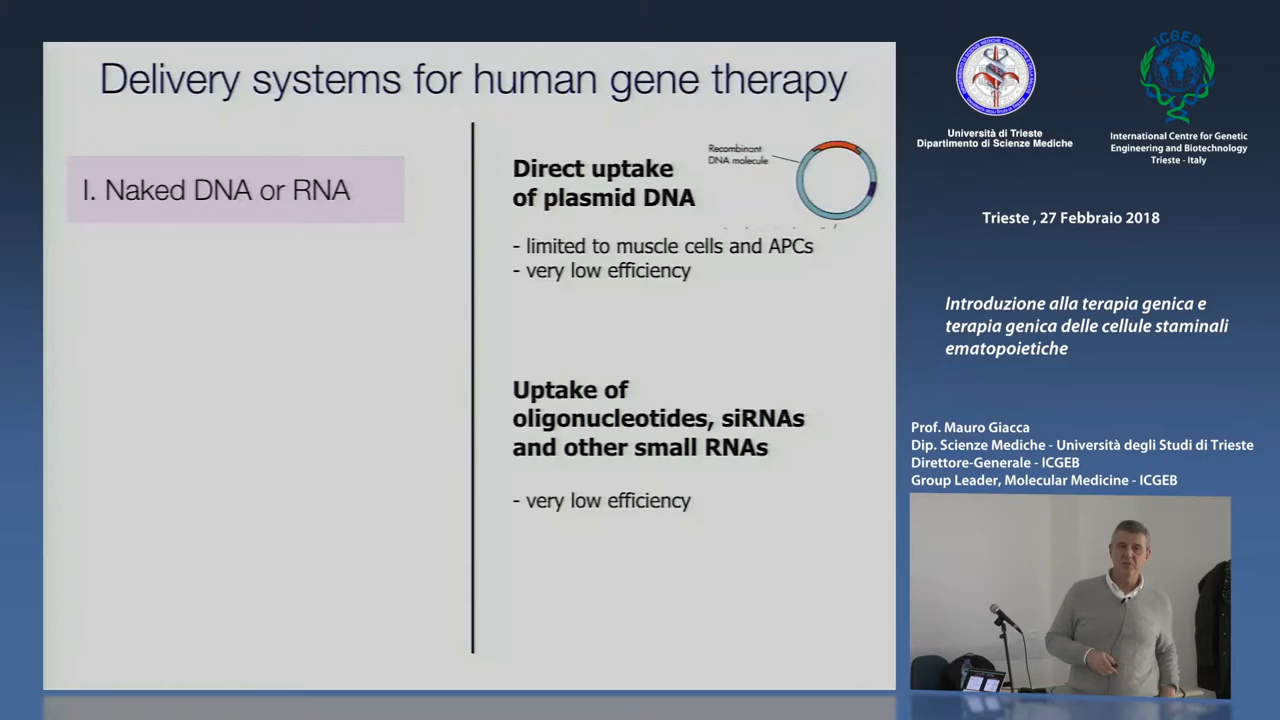 Delivery systems for human gene therapy
I. Naked DNA or RNA
Direct uptake
of plasmid DNA
Recombinant
DNA molecule
- limited to muscle cells and APCs
- very low efficiency
Uptake of
oligonucleotides, siRNAs
and other small RNAs
- very low efficiency
Università di Trieste
Dipartimento di Scienze Mediche
ICGEB
International Centre for Genetic
Engineering and Biotechnology
Trieste - Italy
Trieste , 27 Febbraio 2018
Introduzione alla terapia genica e
terapia genica delle cellule staminali
ematopoietiche
Prof. Mauro Giacca
Dip. Scienze Mediche - Università degli Studi di Trieste
Direttore-Generale - ICGEB
Group Leader, Molecular Medicine - ICGEB